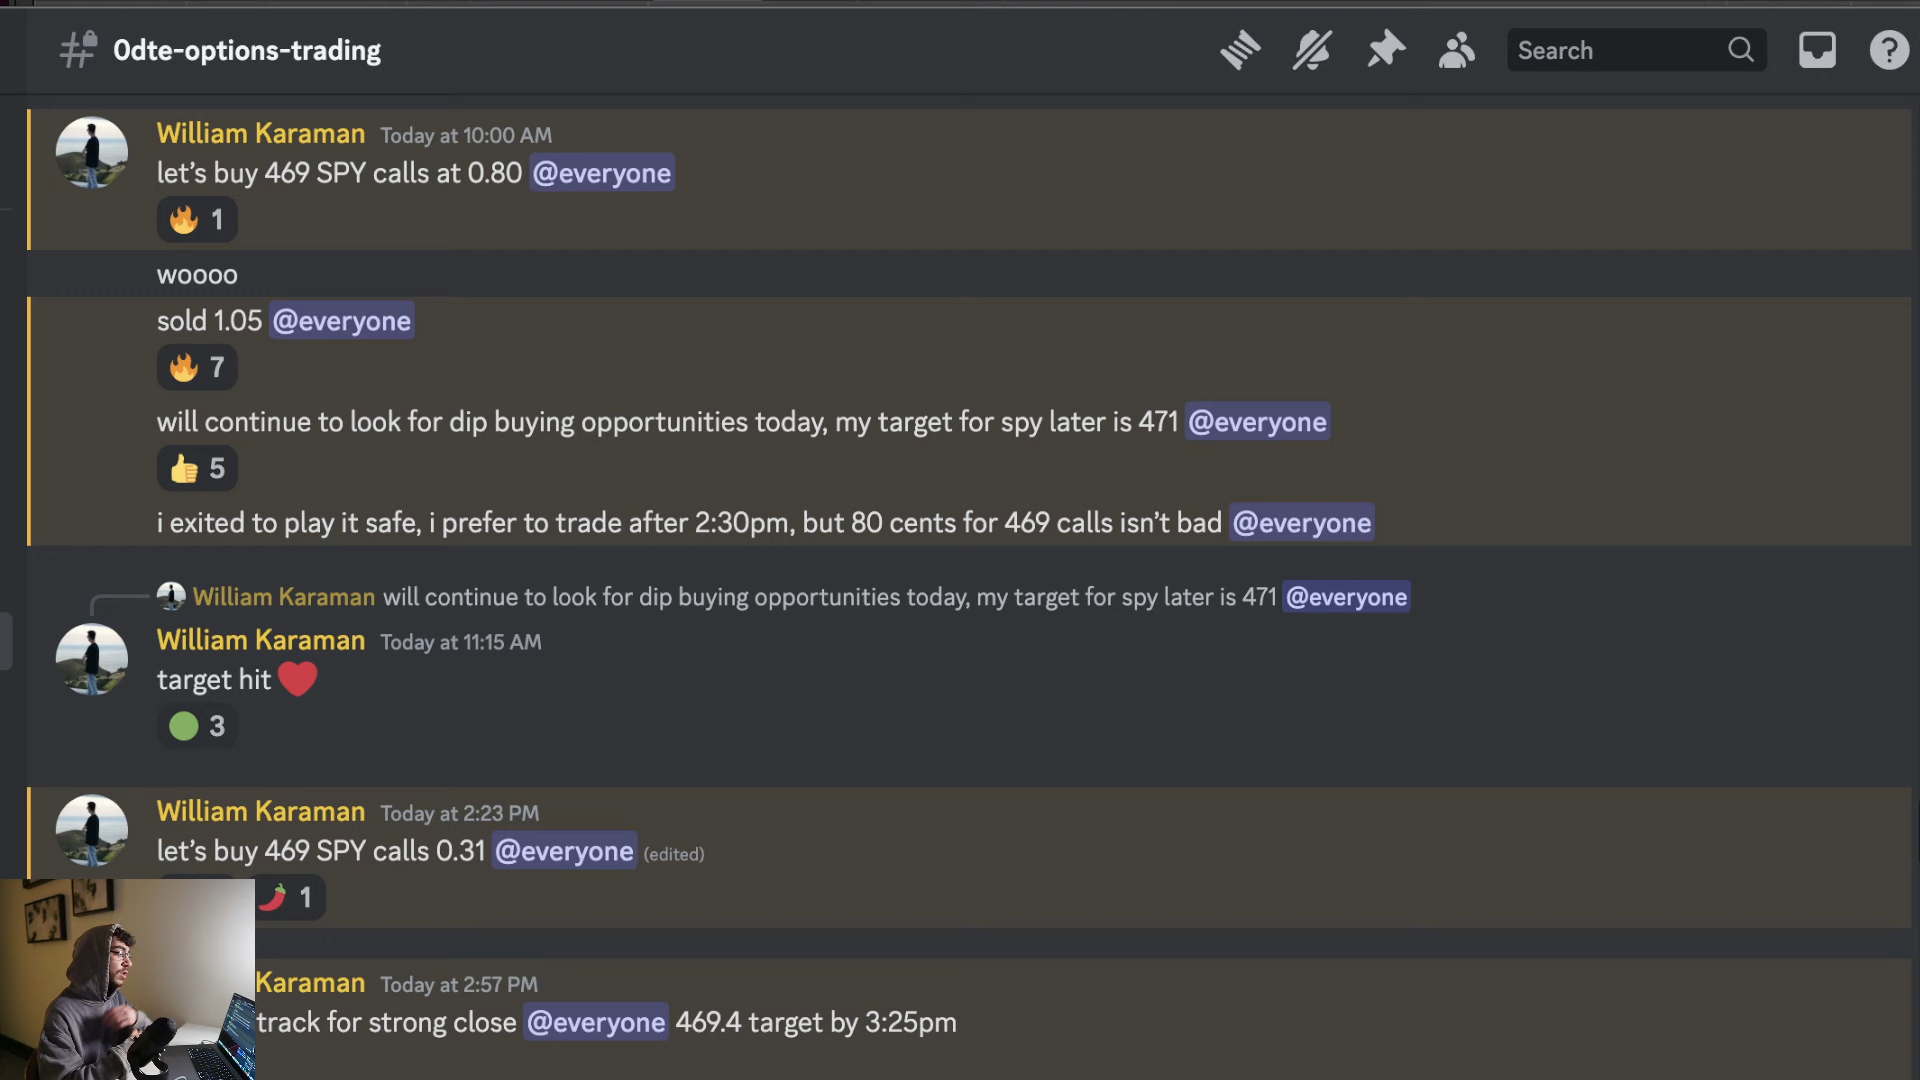 0dte-options-trading
Search
William Karaman Today at 10:00 AM
let's buy 469 SPY calls at 0.80 @everyone
1
woooo
sold 1.05 @everyone
7
will continue to look for dip buying opportunities today, my target for spy later is 471 @everyone
5
i exited to play it safe, i prefer to trade after 2:30pm, but 80 cents for 469 calls isn't bad @everyone
William Karaman will continue to look for dip buying opportunities today, my target for spy later is 471 @everyone
William Karaman Today at 11:15 AM
target hit
3
William Karaman Today at 2:23 PM
let's buy 469 SPY calls 0.31 @everyone (edited)
1
Karaman Today at 2:57 PM
track for strong close @everyone 469.4 target by 3:25pm